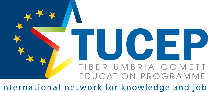 TUCEP
TIBER UMBRIA COMETT
EDUCATION PROGRAMME
international network for knowledge and job